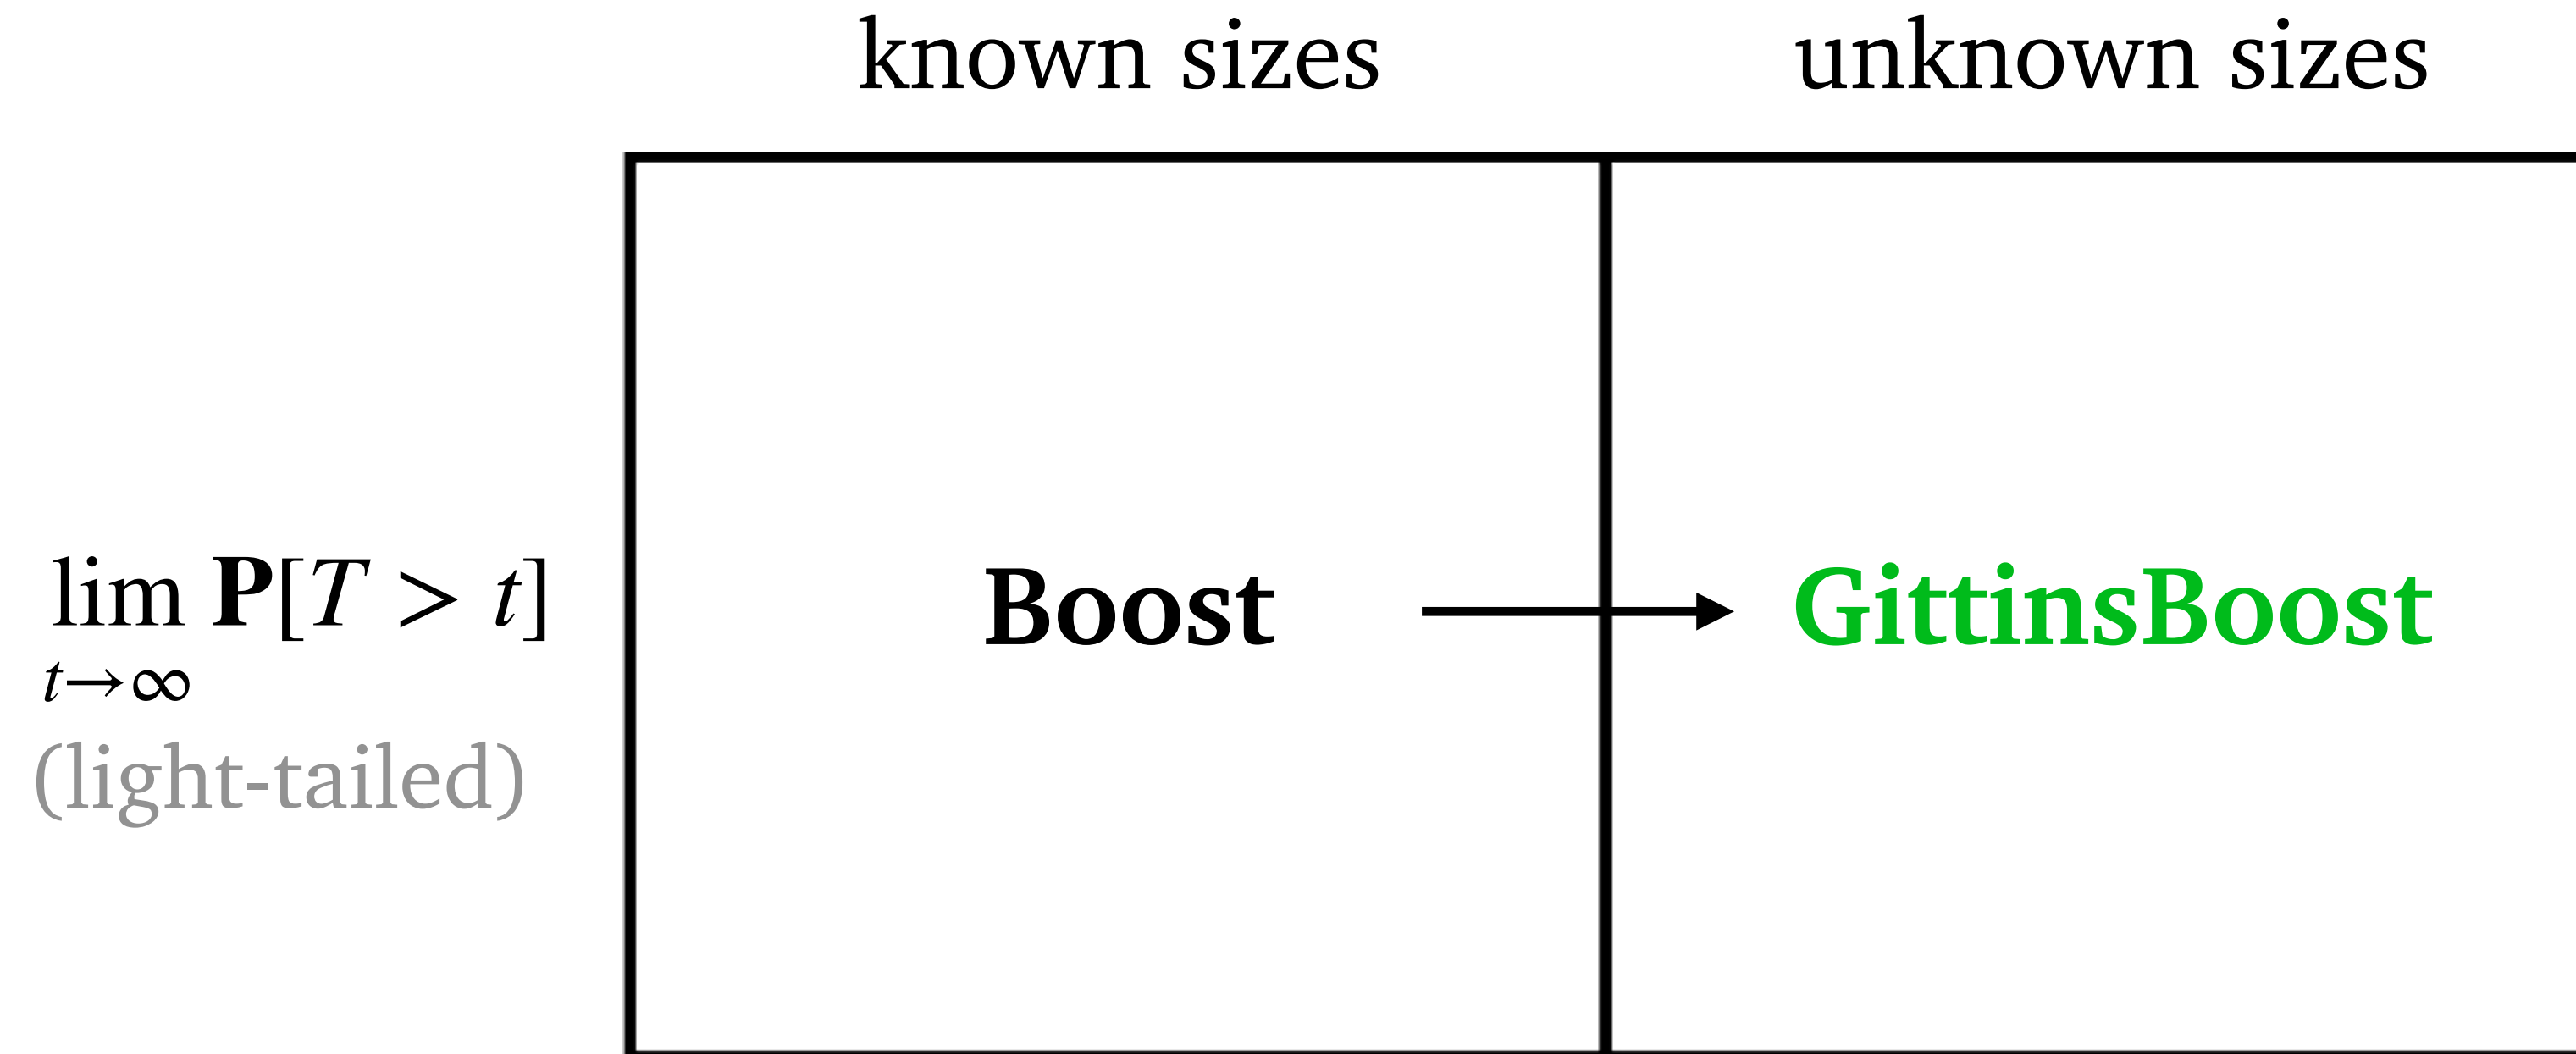 known sizes unknown sizes
lim P[T > t]
t→∞
(light-tailed)
Boost → GittinsBoost